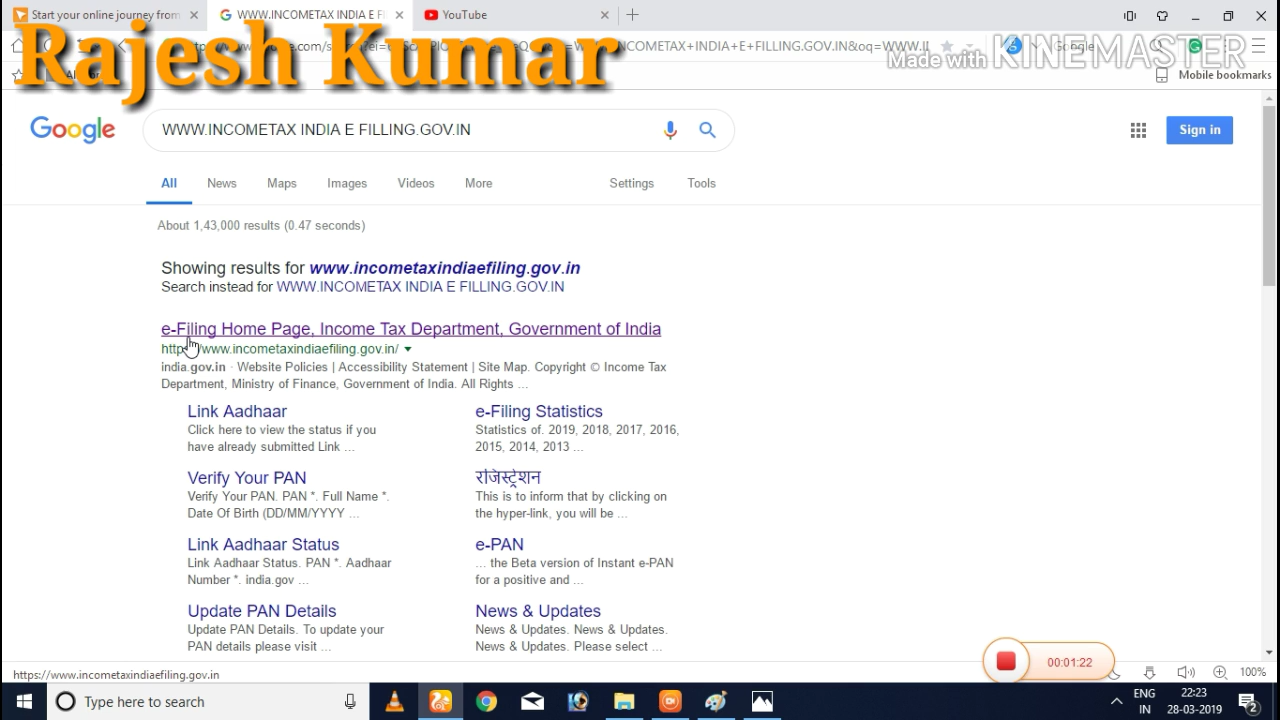 Start your online journey from
WWW.INCOMETAX INDIA E F
YouTube
Rajesh Kumar
INCOMETAX+INDIA+E+FILLING.GOV.IN&oq=WWW.
Google
Made with KINEMASTER
Mobile bookmarks
Google
WWW.INCOMETAX INDIA E FILLING.GOV.IN
Sign in
All News Maps Images Videos More Settings Tools
About 1,43,000 results (0.47 seconds)
Showing results for www.incometaxindiaefiling.gov.in
Search instead for WWW.INCOMETAX INDIA E FILLING.GOV.IN
e-Filing Home Page, Income Tax Department, Government of India
https://www.incometaxindiaefiling.gov.in/
india.gov.in · Website Policies | Accessibility Statement | Site Map. Copyright © Income Tax
Department, Ministry of Finance, Government of India. All Rights ...
Link Aadhaar
Click here to view the status if you
have already submitted Link ...
e-Filing Statistics
Statistics of. 2019, 2018, 2017, 2016,
2015, 2014, 2013 ...
Verify Your PAN
Verify Your PAN. PAN *. Full Name *.
Date Of Birth (DD/MM/YYYY ...
रजिस्ट्रेशन
This is to inform that by clicking on
the hyper-link, you will be ...
Link Aadhaar Status
Link Aadhaar Status. PAN *. Aadhaar
Number *. india.gov ...
e-PAN
... the Beta version of Instant e-PAN
for a positive and ...
Update PAN Details
Update PAN Details. To update your
PAN details please visit ...
News & Updates
News & Updates. News & Updates.
News & Updates. Please select ...
00:01:22
https://www.incometaxindiaefiling.gov.in
100%
Type here to search
ENG
IN
22:23
28-03-2019
2